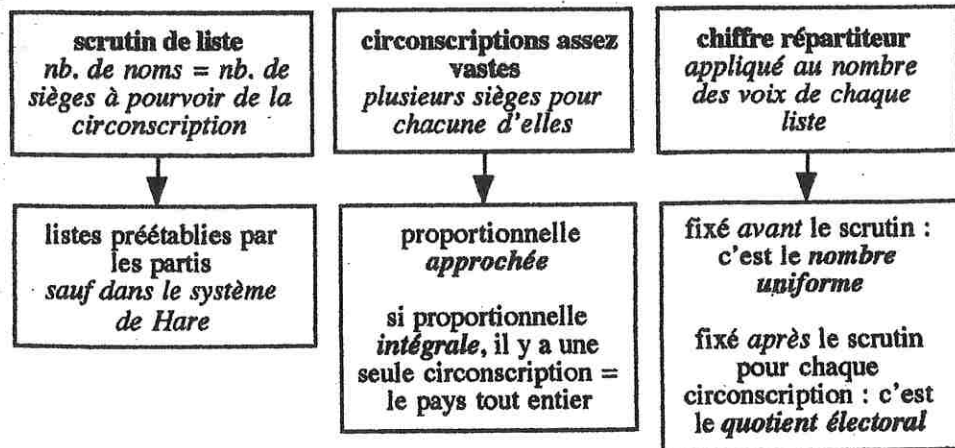 scrutin de liste
nb. de noms = nb. de
sièges à pourvoir de la
circonscription
circonscriptions assez
vastes
plusieurs sièges pour
chacune d'elles
chiffre répartiteur
appliqué au nombre
des voix de chaque
liste
listes préétablies par
les partis
sauf dans le système
de Hare
proportionnelle
approchée
si proportionnelle
intégrale, il y a une
seule circonscription =
le pays tout entier
fixé avant le scrutin :
c'est le nombre
uniforme
fixé après le scrutin
pour chaque
circonscription : c'est
le quotient électoral